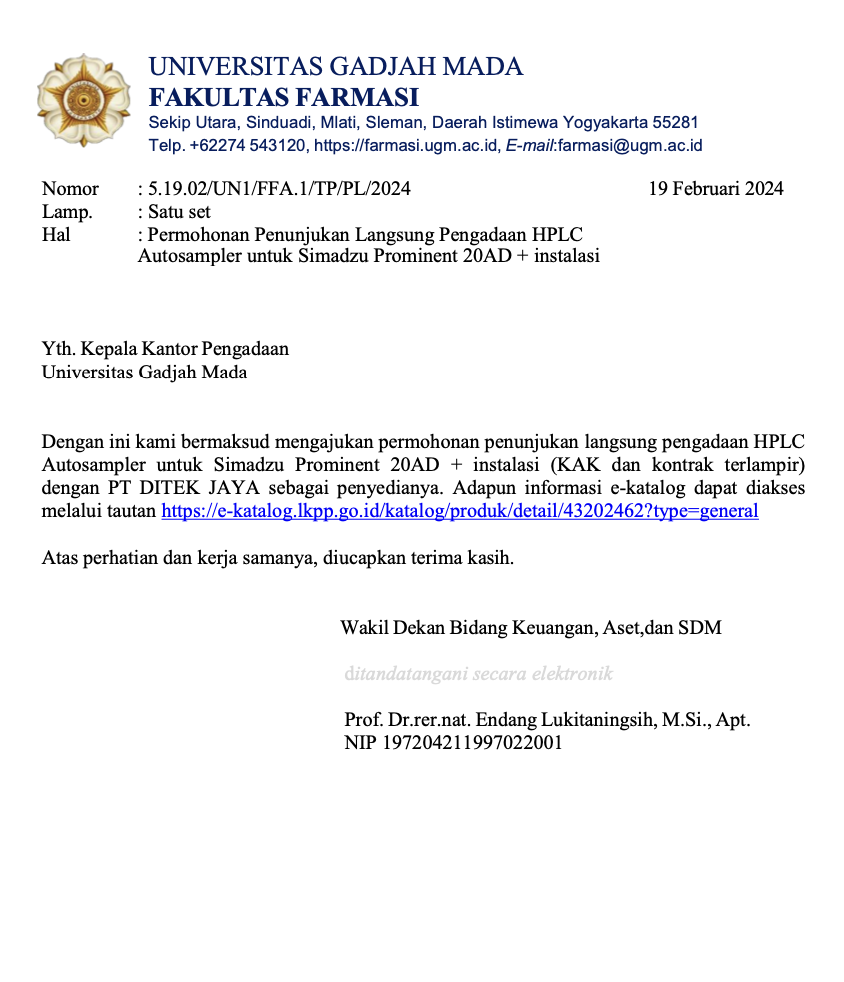 UNIVERSITAS GADJAH MADA
FAKULTAS FARMASI
Sekip Utara, Sinduadi, Mlati, Sleman, Daerah Istimewa Yogyakarta 55281
Telp. +62274 543120, https://farmasi.ugm.ac.id, E-mail:farmasi@ugm.ac.id
Nomor : 5.19.02/UN1/FFA.1/TP/PL/2024 19 Februari 2024
Lamp. : Satu set
Hal : Permohonan Penunjukan Langsung Pengadaan HPLC
Autosampler untuk Simadzu Prominent 20AD + instalasi
Yth. Kepala Kantor Pengadaan
Universitas Gadjah Mada
Dengan ini kami bermaksud mengajukan permohonan penunjukan langsung pengadaan HPLC
Autosampler untuk Simadzu Prominent 20AD + instalasi (KAK dan kontrak terlampir)
dengan PT DITEK JAYA sebagai penyedianya. Adapun informasi e-katalog dapat diakses
melalui tautan https://e-katalog.lkpp.go.id/katalog/produk/detail/43202462?type=general
Atas perhatian dan kerja samanya, diucapkan terima kasih.
Wakil Dekan Bidang Keuangan, Aset,dan SDM
ditandatangani secara elektronik
Prof. Dr.rer.nat. Endang Lukitaningsih, M.Si., Apt.
NIP 197204211997022001